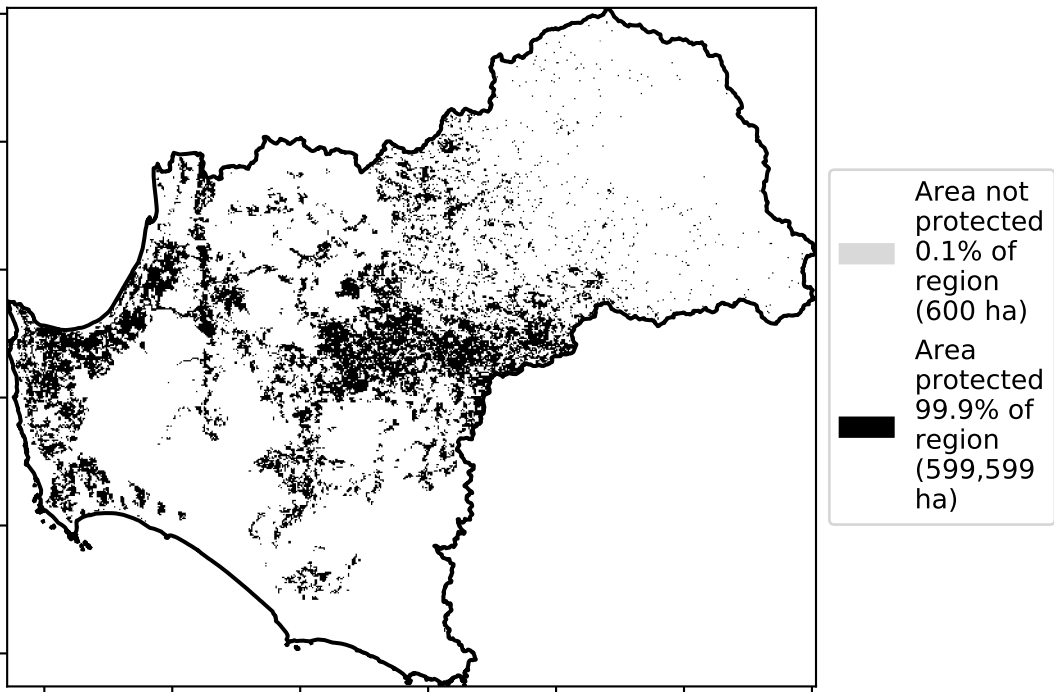 Area not
protected
0.1% of
region
(600 ha)
Area
protected
99.9% of
region
(599,599
ha)